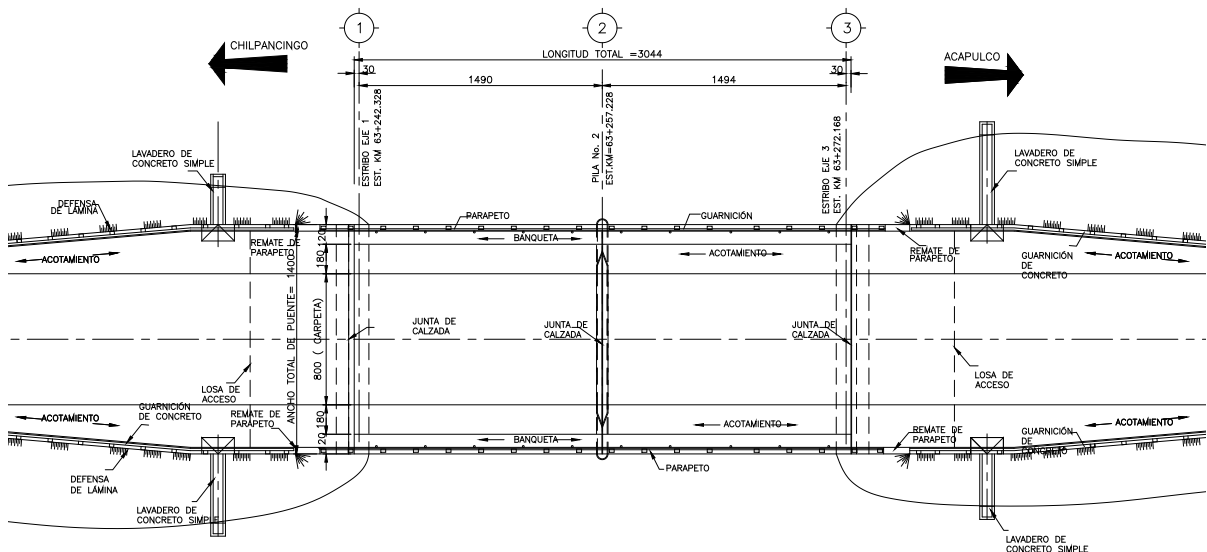 1
2
3
CHILPANCINGO
LONGITUD TOTAL =3044
ACAPULCO
30
1490
1494
30
ESTRIBO EJE 1
EST. KM 63+242.328
PILA No. 2
EST.KM=63+257.228
ESTRIBO EJE 3
EST. KM 63+272.168
LAVADERO DE
CONCRETO SIMPLE
LAVADERO DE
CONCRETO SIMPLE
DEFENSA
DE LAMINA
PARAPETO
GUARNICIÓN
BANQUETA
REMATE DE
PARAPETO
REMATE DE
PARAPETO
GUARNICIÓN
DE
CONCRETO
ACOTAMIENTO
ACOTAMIENTO
ACOTAMIENTO
120
180
800 ( CARPETA)
180
120
ANCHO TOTAL DE PUENTE= 1400
JUNTA DE
CALZADA
JUNTA DE
CALZADA
JUNTA DE
CALZADA
LOSA DE
ACCESO
LOSA DE
ACCESO
ACOTAMIENTO
GUARNICIÓN
DE CONCRETO
REMATE DE
PARAPETO
ACOTAMIENTO
BANQUETA
REMATE DE
PARAPETO
GUARNICIÓN
DE
CONCRETO
ACOTAMIENTO
PARAPETO
DEFENSA
DE LÁMINA
LAVADERO DE
CONCRETO SIMPLE
LAVADERO DE
CONCRETO SIMPLE